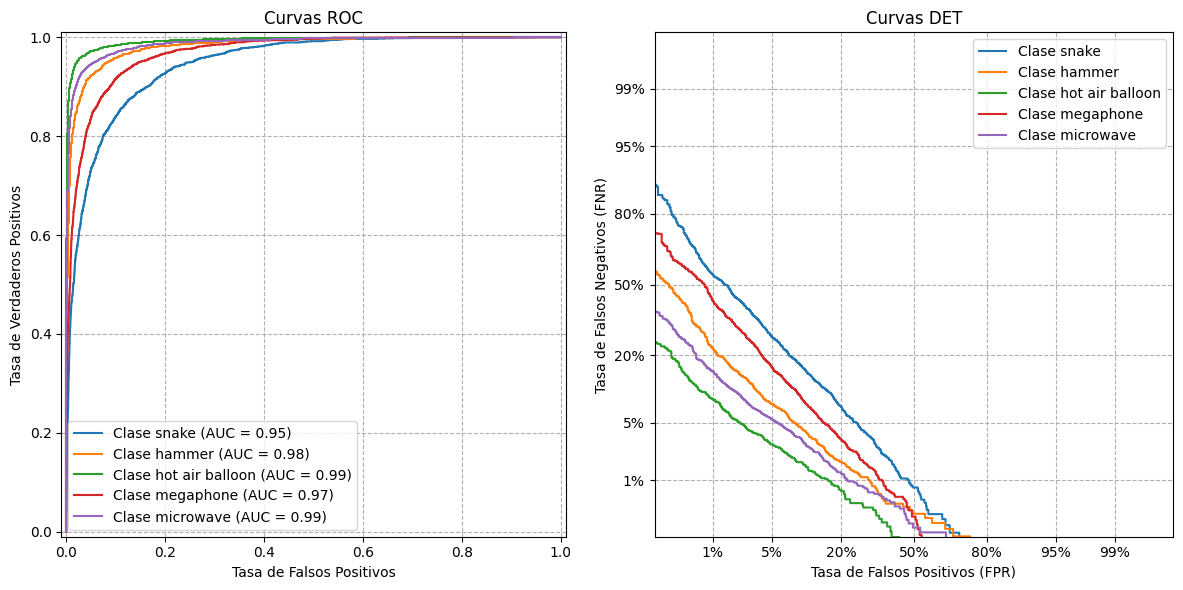 Curvas ROC
Tasa de Verdaderos Positivos
1.0
0.8
0.6
0.4
0.2
0.0
Clase snake (AUC = 0.95)
Clase hammer (AUC = 0.98)
Clase hot air balloon (AUC = 0.99)
Clase megaphone (AUC = 0.97)
Clase microwave (AUC = 0.99)
0.0 0.2 0.4 0.6 0.8 1.0
Tasa de Falsos Positivos
Curvas DET
Tasa de Falsos Negativos (FNR)
99%
95%
80%
50%
20%
5%
1%
Clase snake
Clase hammer
Clase hot air balloon
Clase megaphone
Clase microwave
1% 5% 20% 50% 80% 95% 99%
Tasa de Falsos Positivos (FPR)